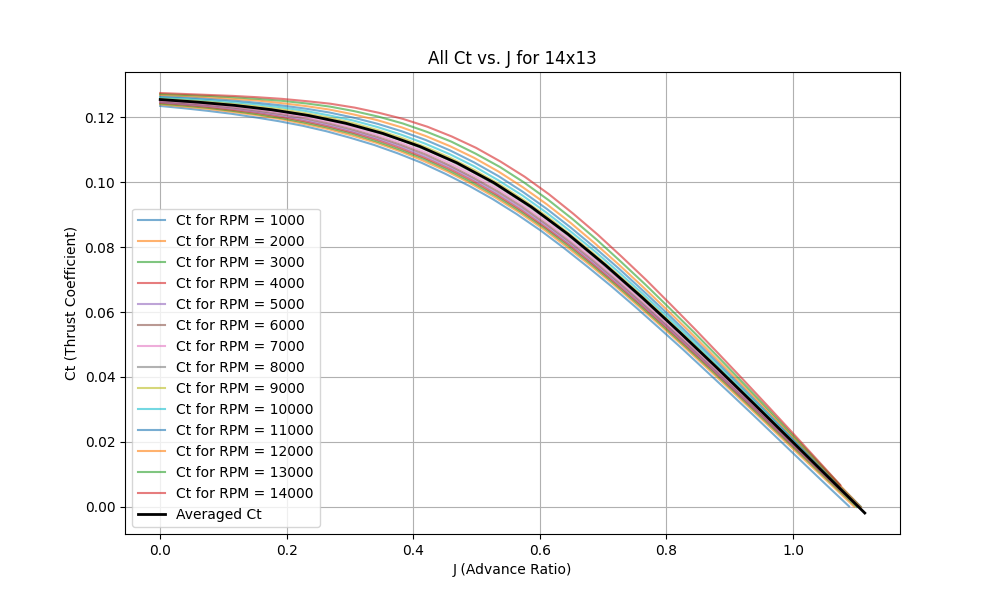 All Ct vs. J for 14x13
Ct (Thrust Coefficient)
0.12
0.10
0.08
0.06
0.04
0.02
0.00
Ct for RPM = 1000
Ct for RPM = 2000
Ct for RPM = 3000
Ct for RPM = 4000
Ct for RPM = 5000
Ct for RPM = 6000
Ct for RPM = 7000
Ct for RPM = 8000
Ct for RPM = 9000
Ct for RPM = 10000
Ct for RPM = 11000
Ct for RPM = 12000
Ct for RPM = 13000
Ct for RPM = 14000
Averaged Ct
0.0 0.2 0.4 0.6 0.8 1.0
J (Advance Ratio)